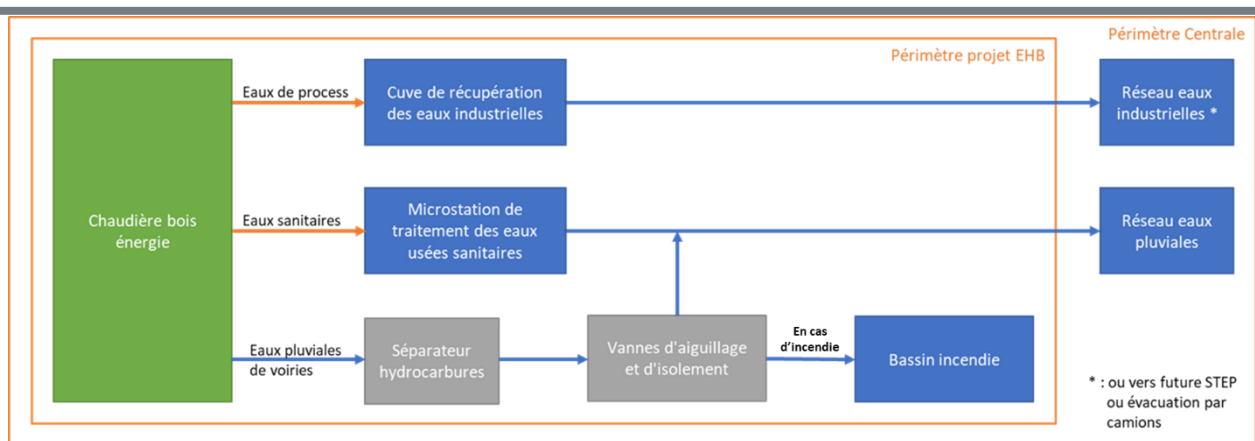 Périmètre Centrale
Périmètre projet EHB
Chaudière bois
énergie
Eaux de process
Cuve de récupération
des eaux industrielles
Réseau eaux
industrielles *
Eaux sanitaires
Microstation de
traitement des eaux
usées sanitaires
Réseau eaux
pluviales
Eaux pluviales
de voiries
Séparateur
hydrocarbures
Vannes d'aiguillage
et d'isolement
En cas
d'incendie
Bassin incendie
* : ou vers future STEP
ou évacuation par
camions